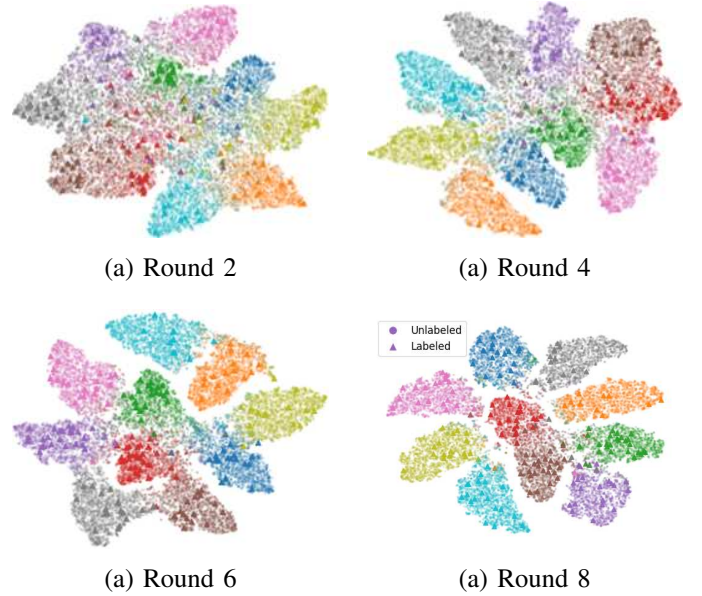 (a) Round 2
(a) Round 4
Unlabeled
Labeled
(a) Round 6
(a) Round 8